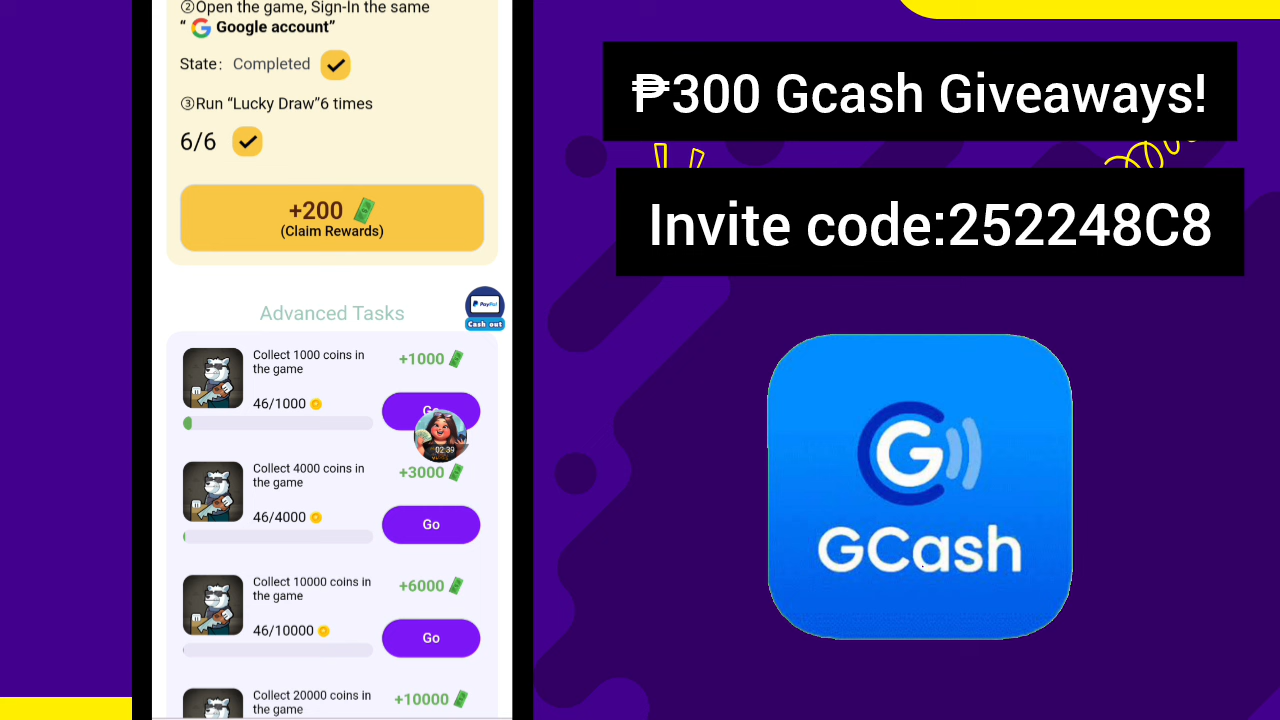 ②Open the game, Sign-In the same
“ Google account”
State: Completed
③Run “Lucky Draw”6 times
6/6
+200
(Claim Rewards)
Advanced Tasks
PayPal
Cash out
Collect 1000 coins in
the game
+1000
46/1000
Go
02:39
Collect 4000 coins in
the game
+3000
46/4000
Go
Collect 10000 coins in
the game
+6000
46/10000
Go
Collect 20000 coins in
the game
+10000
₱300 Gcash Giveaways!
Invite code:252248C8
G
GCash